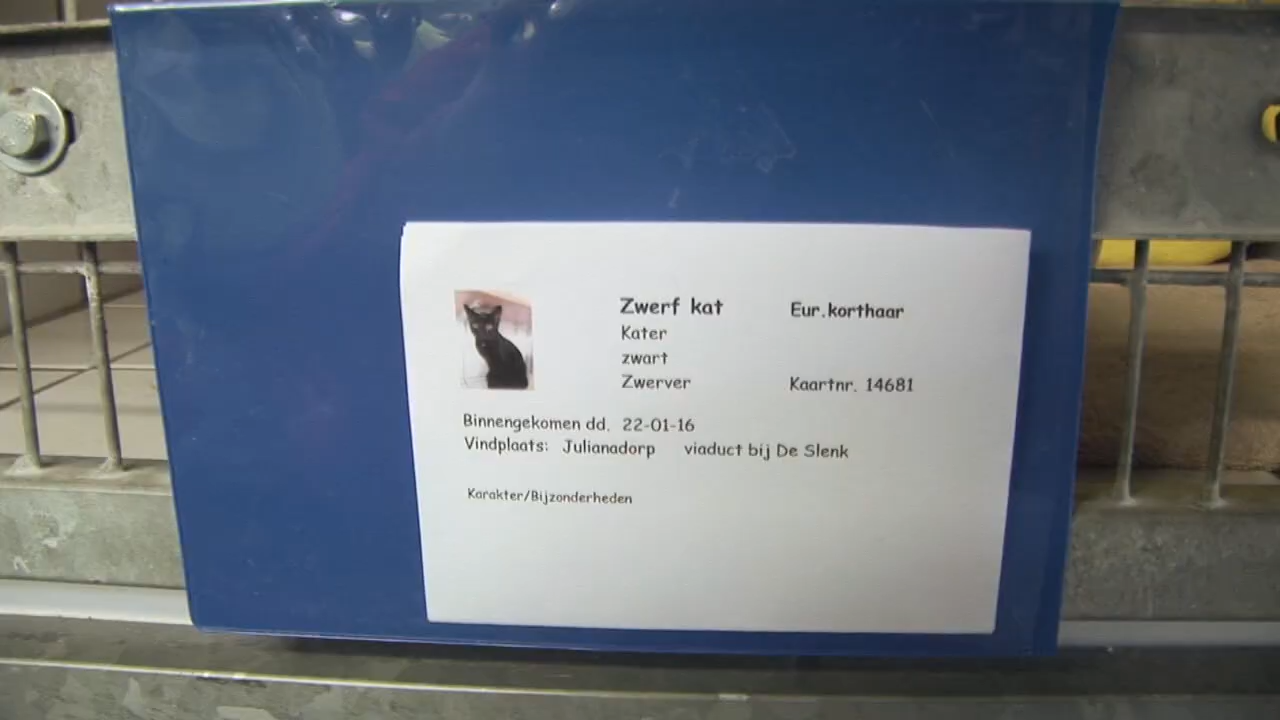 Zwerf kat Eur.korthaar
Kater
zwart
Zwerver Kaartnr. 14681
Binnengekomen dd. 22-01-16
Vindplaats: Julianadorp viaduct bij De Slenk
Karakter/Bijzonderheden